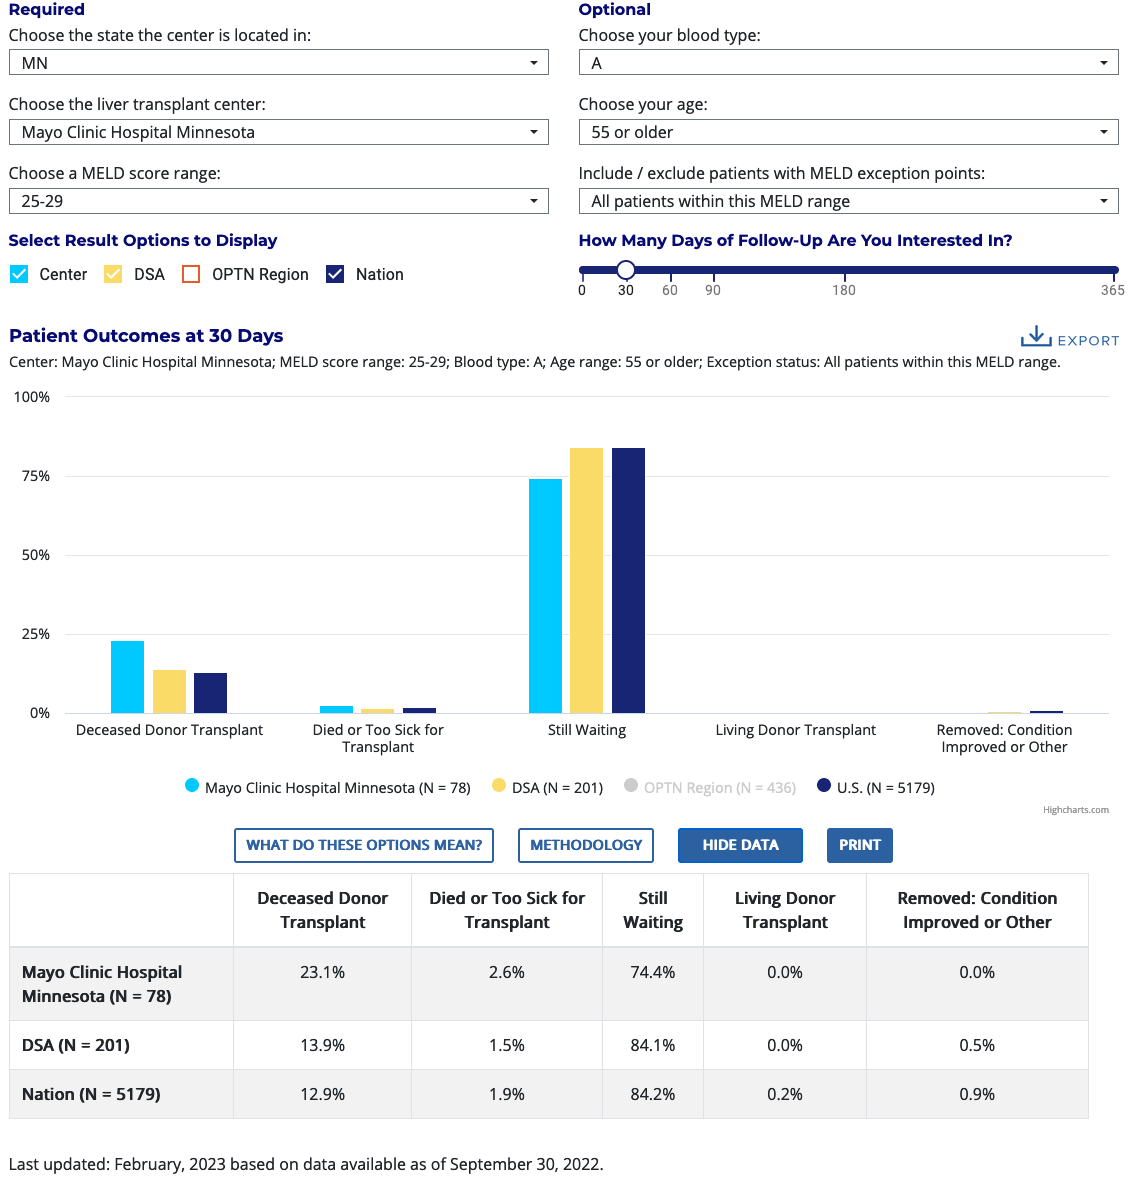 Required
Choose the state the center is located in:
MN
Choose the liver transplant center:
Mayo Clinic Hospital Minnesota
Choose a MELD score range:
25-29
Select Result Options to Display
Center DSA OPTN Region Nation
Optional
Choose your blood type:
A
Choose your age:
55 or older
Include / exclude patients with MELD exception points:
All patients within this MELD range
How Many Days of Follow-Up Are You Interested In?
0 30 60 90 180 365
Patient Outcomes at 30 Days
EXPORT
Center: Mayo Clinic Hospital Minnesota; MELD score range: 25-29; Blood type: A; Age range: 55 or older; Exception status: All patients within this MELD range.
100%
75%
50%
25%
0%
Deceased Donor Transplant
Died or Too Sick for
Transplant
Still Waiting
Living Donor Transplant
Removed: Condition
Improved or Other
Mayo Clinic Hospital Minnesota (N = 78) DSA (N = 201) OPTN Region (N = 436) U.S. (N = 5179)
Highcharts.com
WHAT DO THESE OPTIONS MEAN? METHODOLOGY HIDE DATA PRINT
Deceased Donor
Transplant
Died or Too Sick for
Transplant
Still
Waiting
Living Donor
Transplant
Removed: Condition
Improved or Other
Mayo Clinic Hospital
Minnesota (N = 78)
23.1% 2.6% 74.4% 0.0% 0.0%
DSA (N = 201) 13.9% 1.5% 84.1% 0.0% 0.5%
Nation (N = 5179) 12.9% 1.9% 84.2% 0.2% 0.9%
Last updated: February, 2023 based on data available as of September 30, 2022.